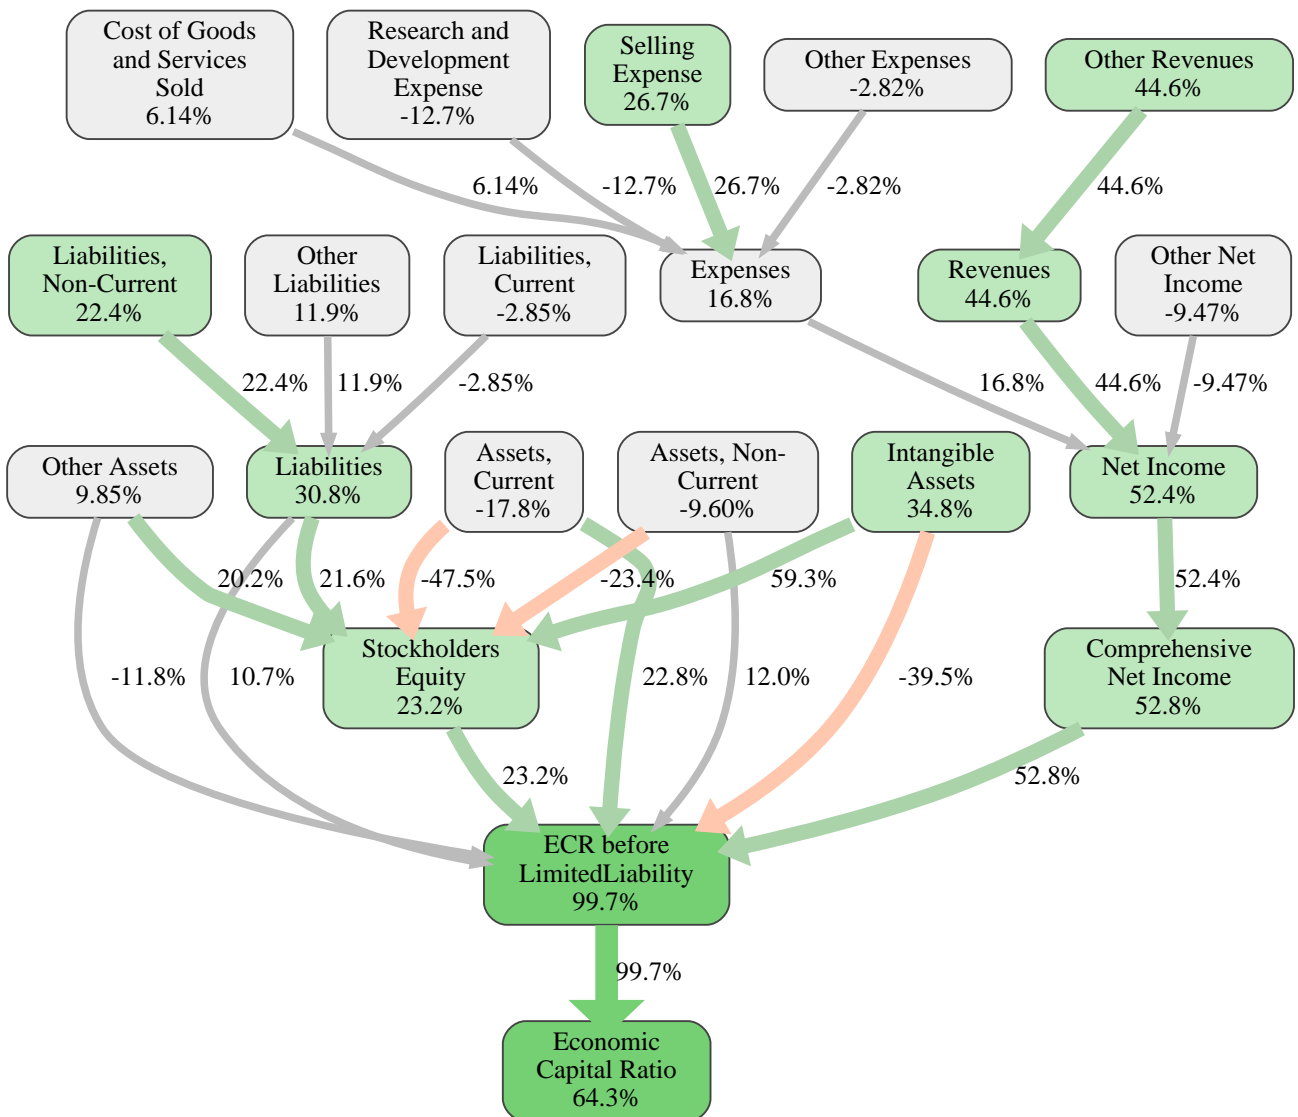 Cost of Goods
and Services
Sold
6.14%
Research and
Development
Expense
-12.7%
Selling
Expense
26.7%
Other Expenses
-2.82%
Other Revenues
44.6%
6.14%
-12.7%
26.7%
-2.82%
44.6%
Liabilities,
Non-Current
22.4%
Other
Liabilities
11.9%
Liabilities,
Current
-2.85%
Expenses
16.8%
Revenues
44.6%
Other Net
Income
-9.47%
22.4%
11.9%
-2.85%
16.8%
44.6%
-9.47%
Other Assets
9.85%
Liabilities
30.8%
Assets,
Current
-17.8%
Assets, Non-
Current
-9.60%
Intangible
Assets
34.8%
Net Income
52.4%
20.2%
21.6%
-47.5%
-23.4%
59.3%
52.4%
Stockholders
Equity
23.2%
Comprehensive
Net Income
52.8%
-11.8%
10.7%
22.8%
12.0%
-39.5%
23.2%
52.8%
ECR before
LimitedLiability
99.7%
99.7%
Economic
Capital Ratio
64.3%